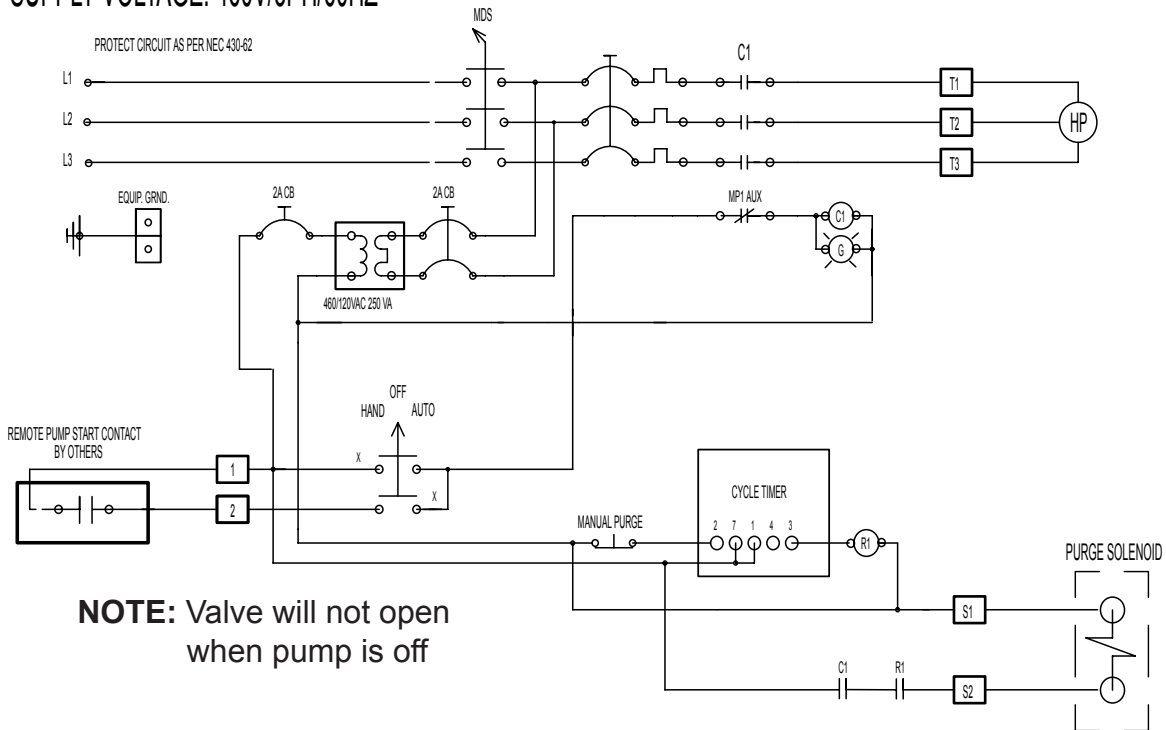 MDS
PROTECT CIRCUIT AS PER NEC 430-62
C1
L1
T1
L2
T2
HP
L3
T3
EQUIP. GRND.
2A CB
2A CB
MP1 AUX
C1
G
460/120VAC 250 VA
OFF
HAND
AUTO
REMOTE PUMP START CONTACT
BY OTHERS
X
1
X
2
CYCLE TIMER
MANUAL PURGE
2 7 1 4 3
R1
PURGE SOLENOID
NOTE: Valve will not open
when pump is off
S1
C1
R1
S2